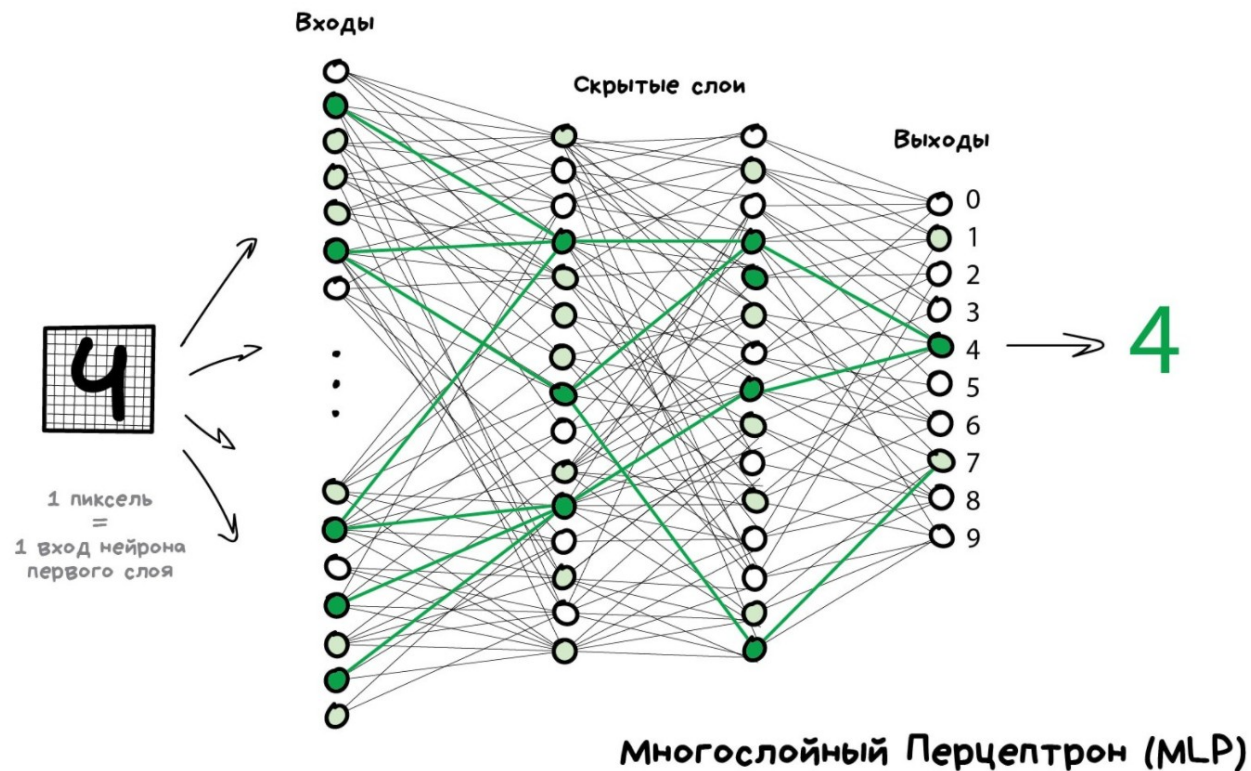 Входы
Скрытые слои
Выходы
0
1
2
3
4
5
6
7
8
9
4
4
1 пиксель
=
1 вход нейрона
первого слоя
Многослойный Перцептрон (MLP)